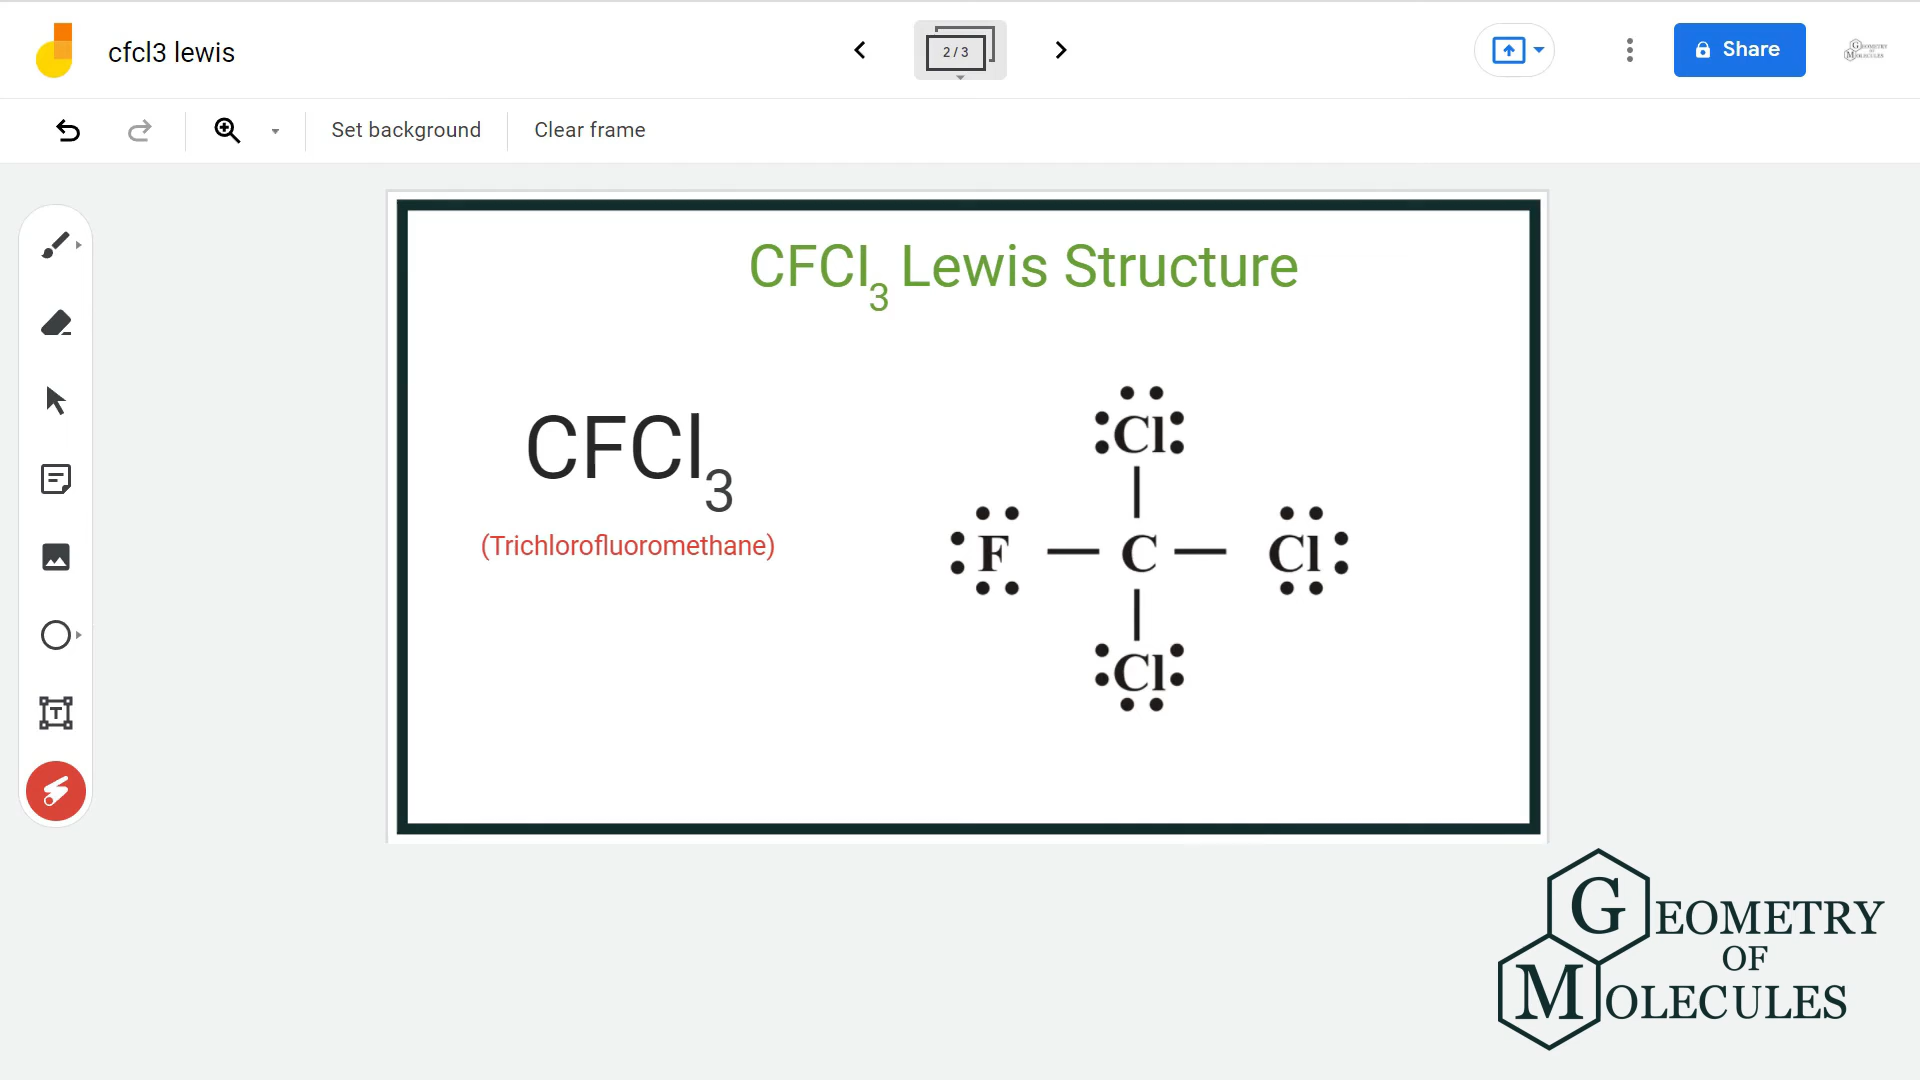 cfcl3 lewis
2 / 3
Share
Set background
Clear frame
CFCl3 Lewis Structure
CFCl3
(Trichlorofluoromethane)
Cl
F C Cl
Cl
GEOMETRY
OF
MOLECULES